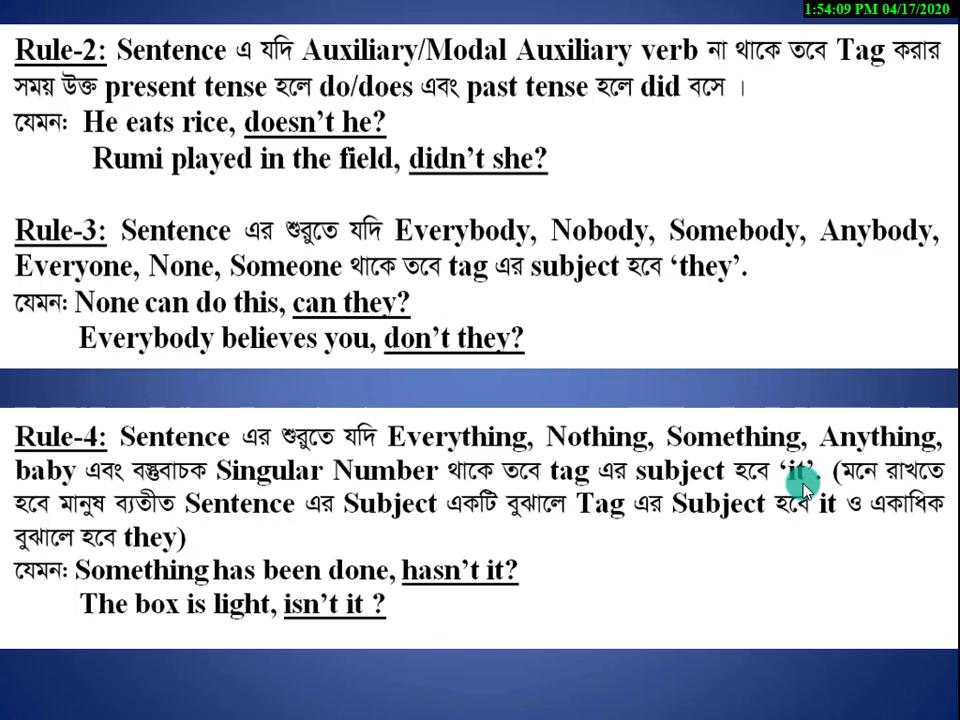 1:54:09 PM 04/17/2020
Rule-2: Sentence এ যদি Auxiliary/Modal Auxiliary verb না থাকে তবে Tag করার
সময় উক্ত present tense হলে do/does এবং past tense হলে did বসে ।
যেমনঃ He eats rice, doesn't he?
Rumi played in the field, didn't she?
Rule-3: Sentence এর শুরুতে যদি Everybody, Nobody, Somebody, Anybody,
Everyone, None, Someone থাকে তবে tag এর subject হবে 'they'.
যেমনঃ None can do this, can they?
Everybody believes you, don't they?
Rule-4: Sentence এর শুরুতে যদি Everything, Nothing, Something, Anything,
baby এবং বস্তুবাচক Singular Number থাকে তবে tag এর subject হবে 'it'. (মনে রাখতে
হবে মানুষ ব্যতীত Sentence এর Subject একটি বুঝালে Tag এর Subject হবে it ও একাধিক
বুঝালে হবে they)
যেমনঃ Something has been done, hasn't it?
The box is light, isn't it ?